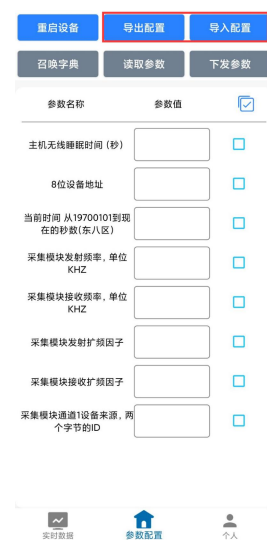 重启设备 导出配置 导入配置
召唤字典 读取参数 下发参数
参数名称 参数值
主机无线睡眠时间 (秒)
8位设备地址
当前时间 从19700101到现
在的秒数(东八区)
采集模块发射频率, 单位
KHZ
采集模块接收频率, 单位
KHZ
采集模块发射扩频因子
采集模块接收扩频因子
采集模块通道1设备来源, 两
个字节的ID
实时数据 参数配置 个人